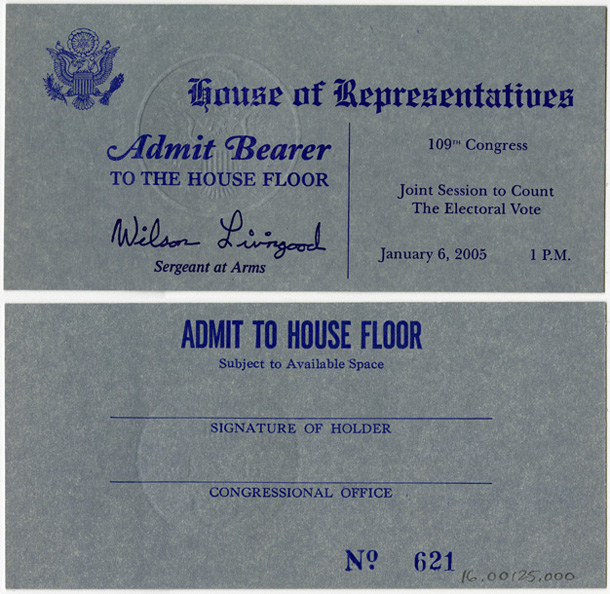 House of Representatives
Admit Bearer
TO THE HOUSE FLOOR
Wilson Livingood
Sergeant at Arms
109TH Congress
Joint Session to Count
The Electoral Vote
January 6, 2005 1 P.M.
ADMIT TO HOUSE FLOOR
Subject to Available Space
SIGNATURE OF HOLDER
CONGRESSIONAL OFFICE
Nº 621
IG.00125.000